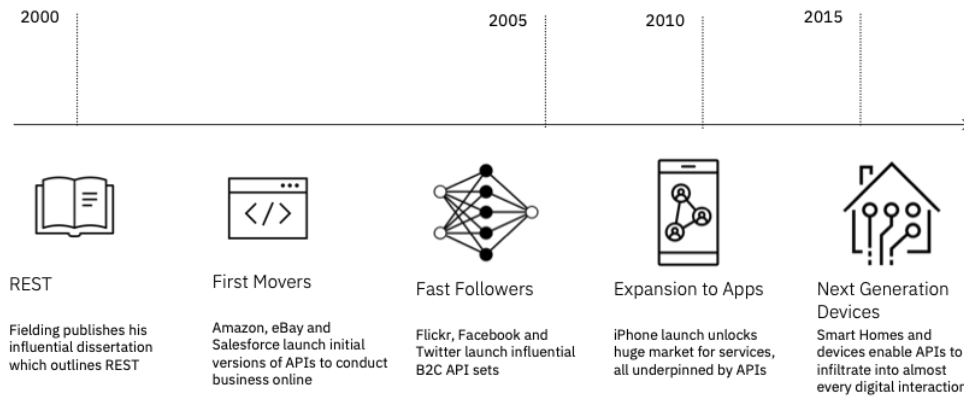 2000
2005
2010
2015
</>
REST
Fielding publishes his
influential dissertation
which outlines REST
First Movers
Amazon, eBay and
Salesforce launch initial
versions of APIs to conduct
business online
Fast Followers
Flickr, Facebook and
Twitter launch influential
B2C API sets
Expansion to Apps
iPhone launch unlocks
huge market for services,
all underpinned by APIs
Next Generation
Devices
Smart Homes and
devices enable APIs to
infiltrate into almost
every digital interaction